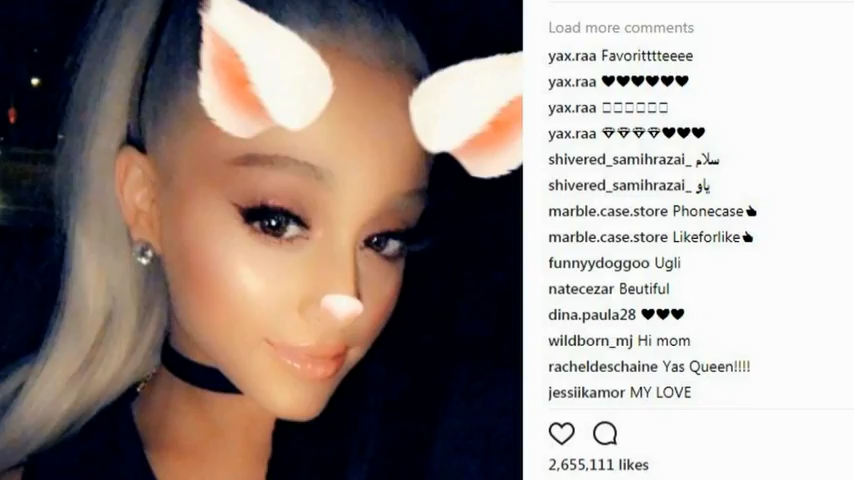 Load more comments
yax.raa Favoritttteeee
yax.raa ♥♥♥♥♥♥
yax.raa □□□□□□
yax.raa 💎︎💎︎💎︎💎︎♥♥♥
shivered_samihrazai_ سلام
shivered_samihrazai_ یاو
marble.case.store Phonecase👍︎
marble.case.store Likeforlike👍︎
funnyydoggoo Ugli
natecezar Beutiful
dina.paula28 ♥♥♥
wildborn_mj Hi mom
racheldeschaine Yas Queen!!!!
jessiikamor MY LOVE
2,655,111 likes